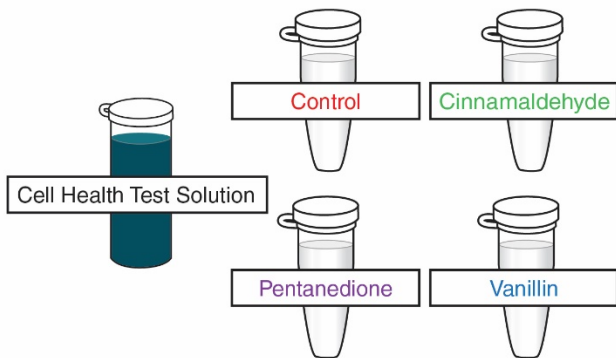 Control
Cinnamaldehyde
Cell Health Test Solution
Pentanedione
Vanillin